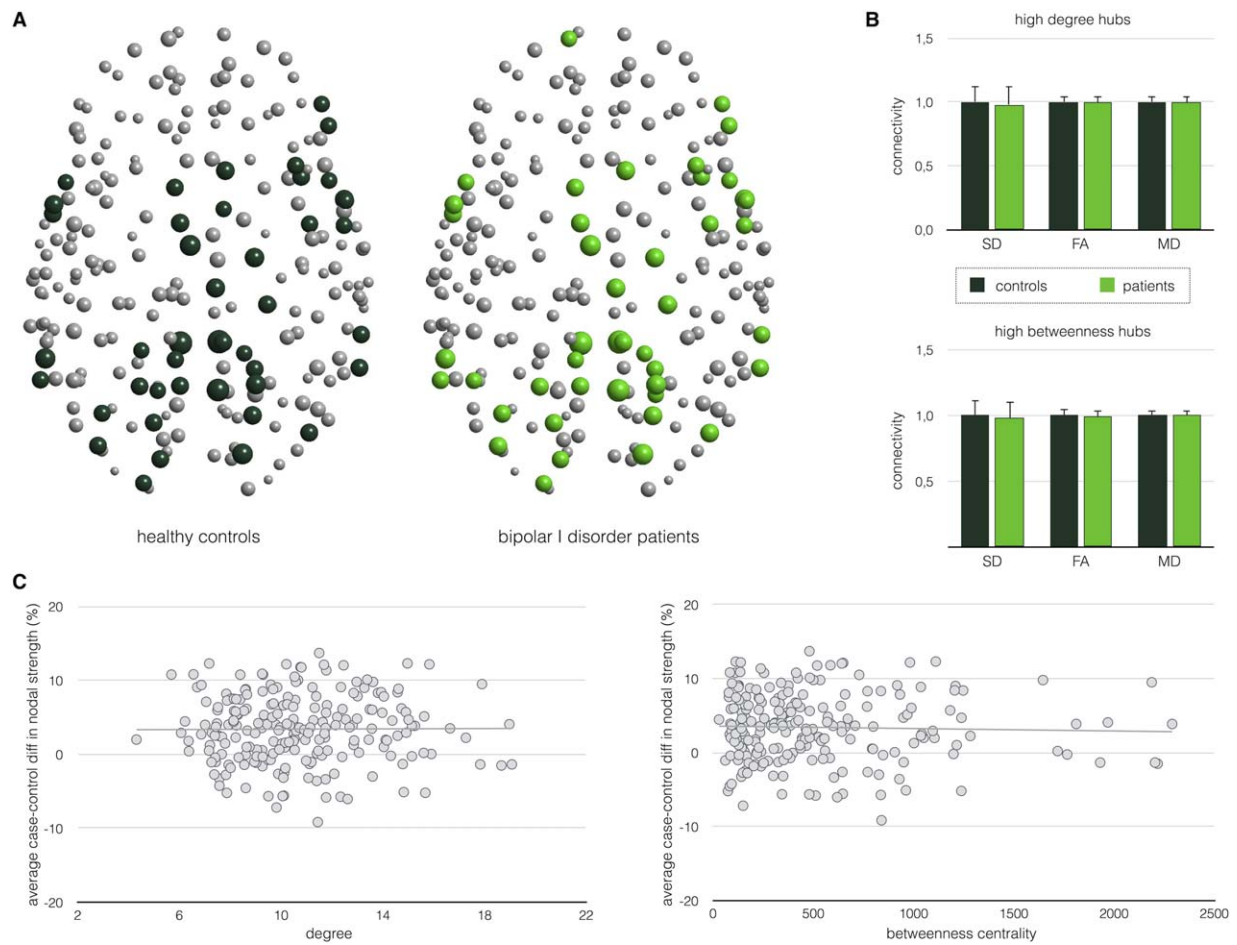 A
healthy controls
bipolar I disorder patients
B
high degree hubs
connectivity
1,5
1,0
0,5
0,0
SD FA MD
controls patients
high betweenness hubs
connectivity
1,5
1,0
0,5
SD FA MD
C
average case-control diff in nodal strength (%)
20
10
0
-10
-20
2 6 10 14 18 22
degree
average case-control diff in nodal strength (%)
20
10
0
-10
-20
0 500 1000 1500 2000 2500
betweenness centrality